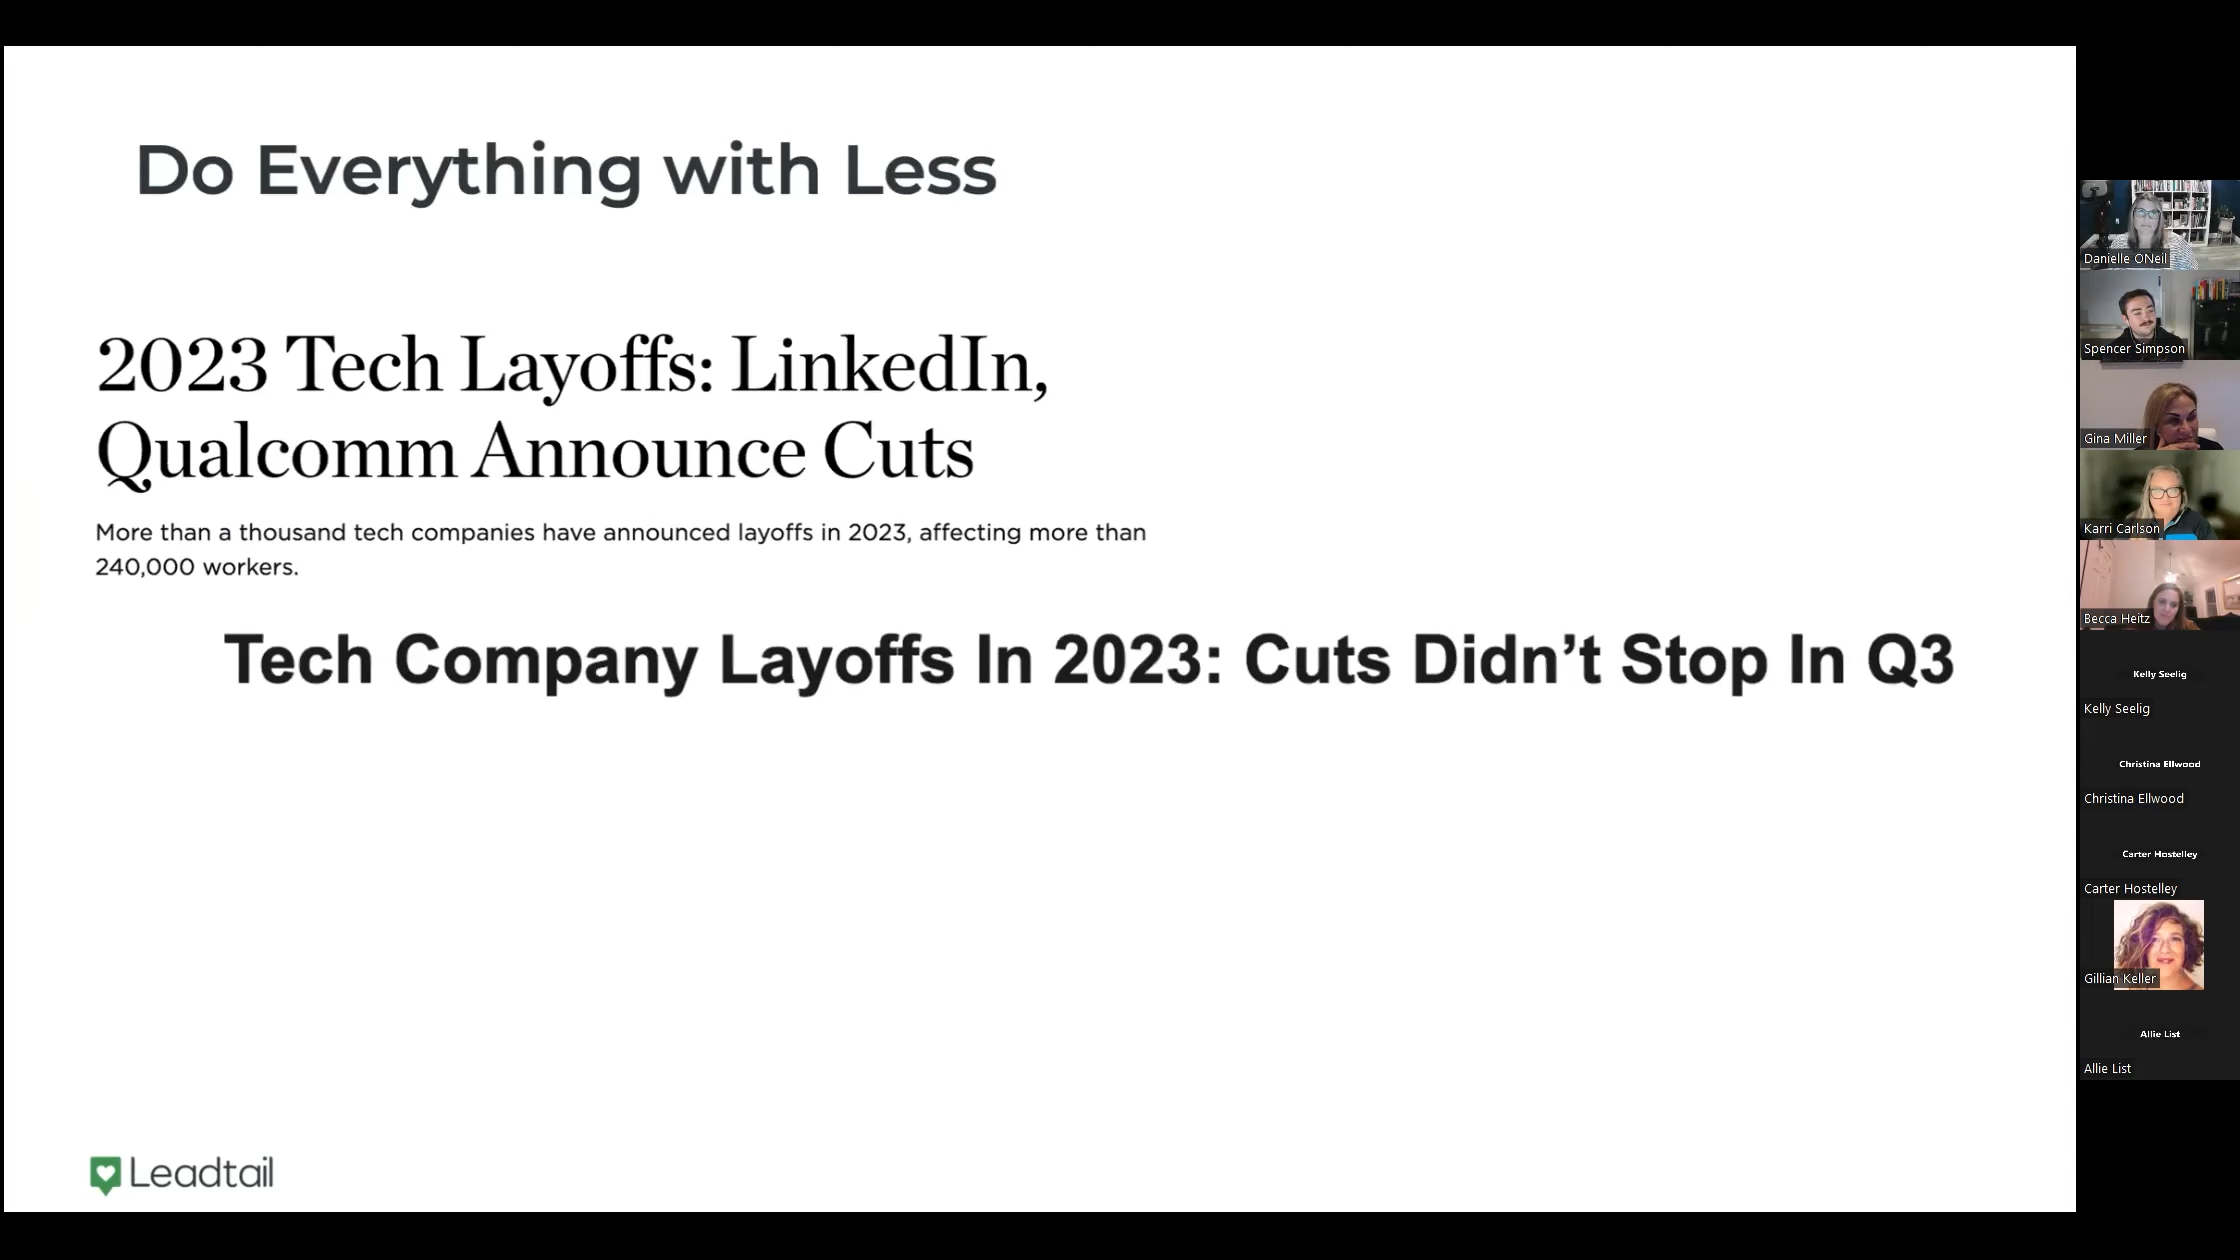 Do Everything with Less
2023 Tech Layoffs: LinkedIn,
Qualcomm Announce Cuts
More than a thousand tech companies have announced layoffs in 2023, affecting more than
240,000 workers.
Tech Company Layoffs In 2023: Cuts Didn’t Stop In Q3
Leadtail
Danielle ONeil
Spencer Simpson
Gina Miller
Karri Carlson
Becca Heitz
Kelly Seelig
Kelly Seelig
Christina Ellwood
Christina Ellwood
Carter Hostelley
Carter Hostelley
Gillian Keller
Allie List
Allie List